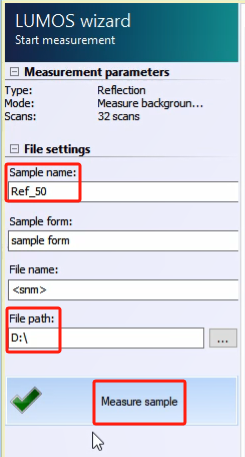 LUMOS wizard
Start measurement
Measurement parameters
Type: Reflection
Mode: Measure backgroun...
Scans: 32 scans
File settings
Sample name:
Ref_50
Sample form:
sample form
File name:
<snm>
File path:
D:\
...
Measure sample